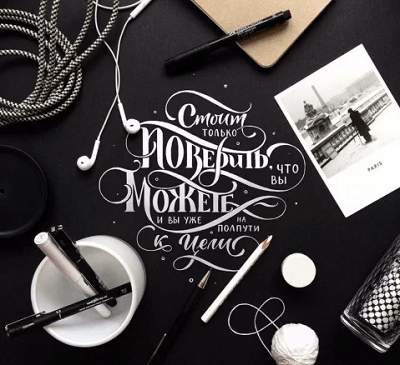 Стоит
только
поверить,
что
вы
можете
и вы уже
на
полпути
к цели
PARIS